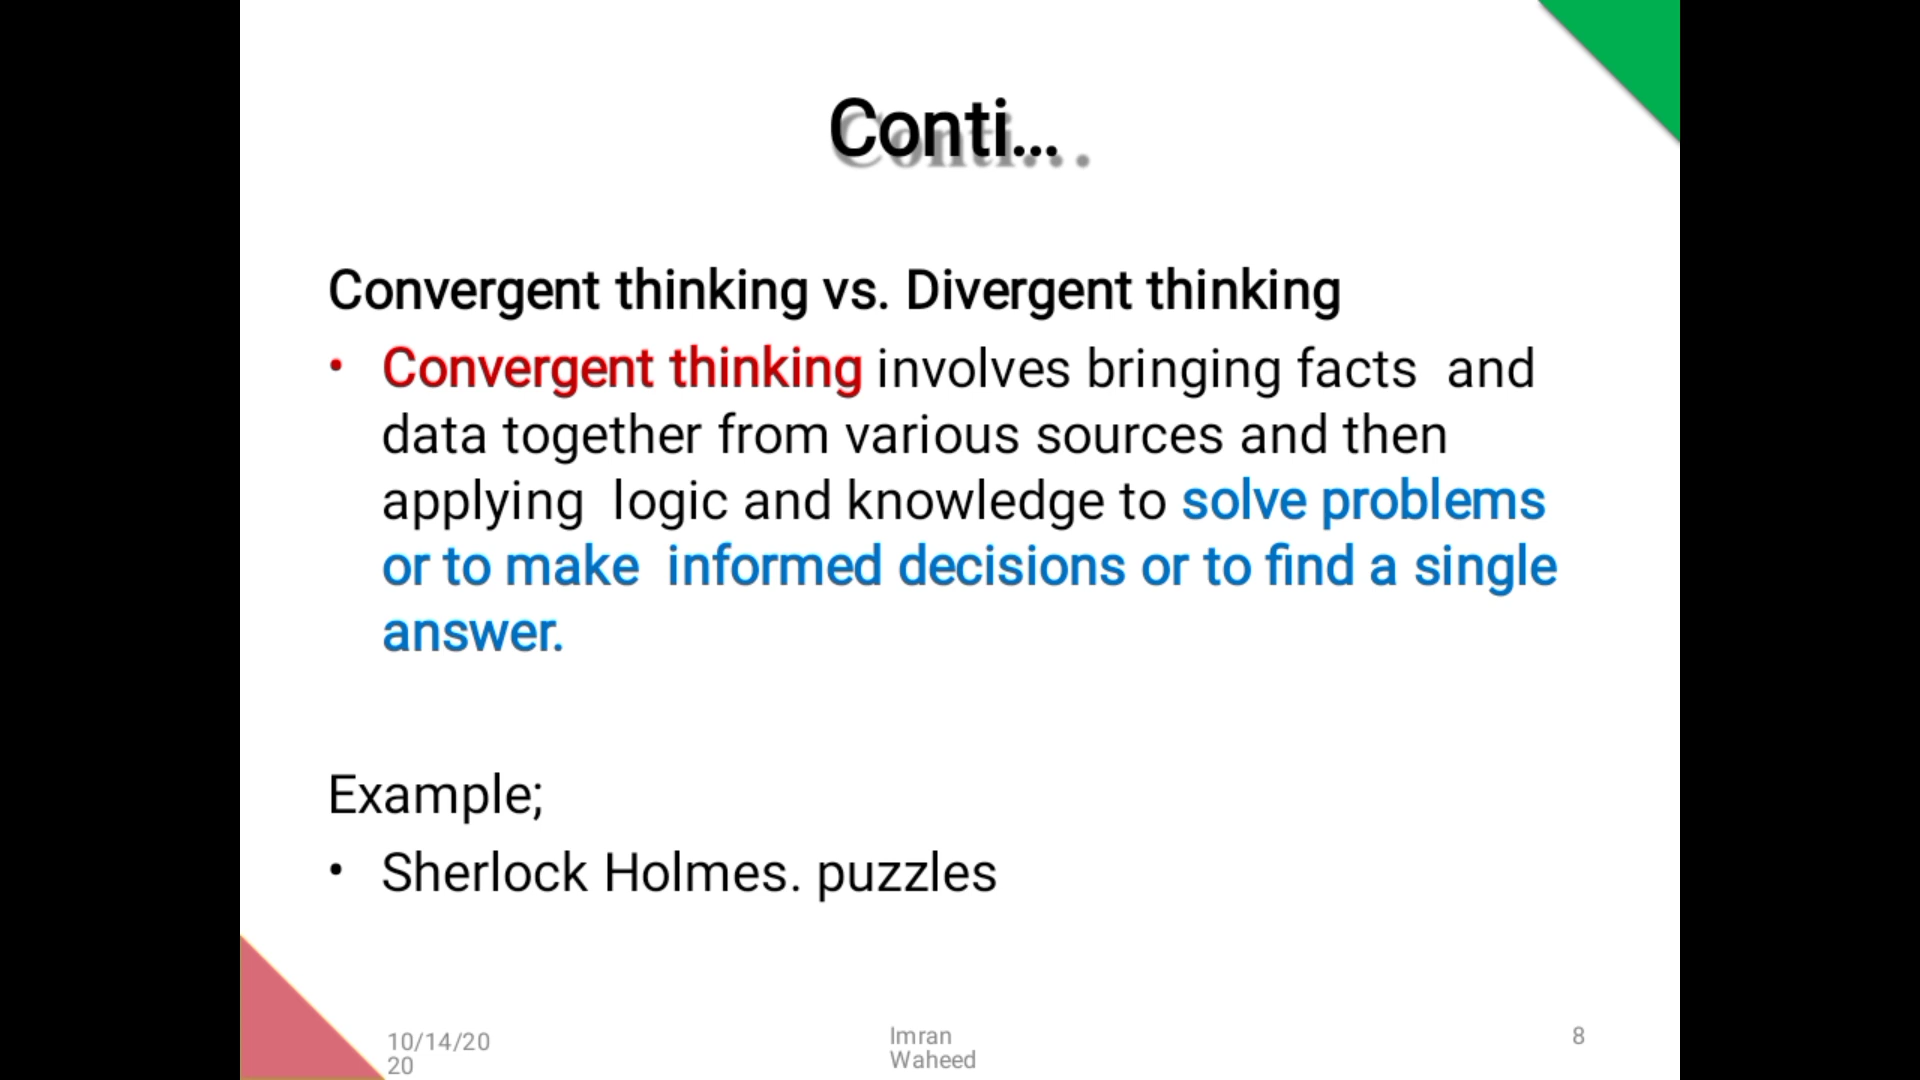 Conti...
Convergent thinking vs. Divergent thinking
• Convergent thinking involves bringing facts  and
data together from various sources and then
applying  logic and knowledge to solve problems
or to make  informed decisions or to find a single
answer.
Example;
• Sherlock Holmes. puzzles
10/14/20
20
Imran
Waheed
8